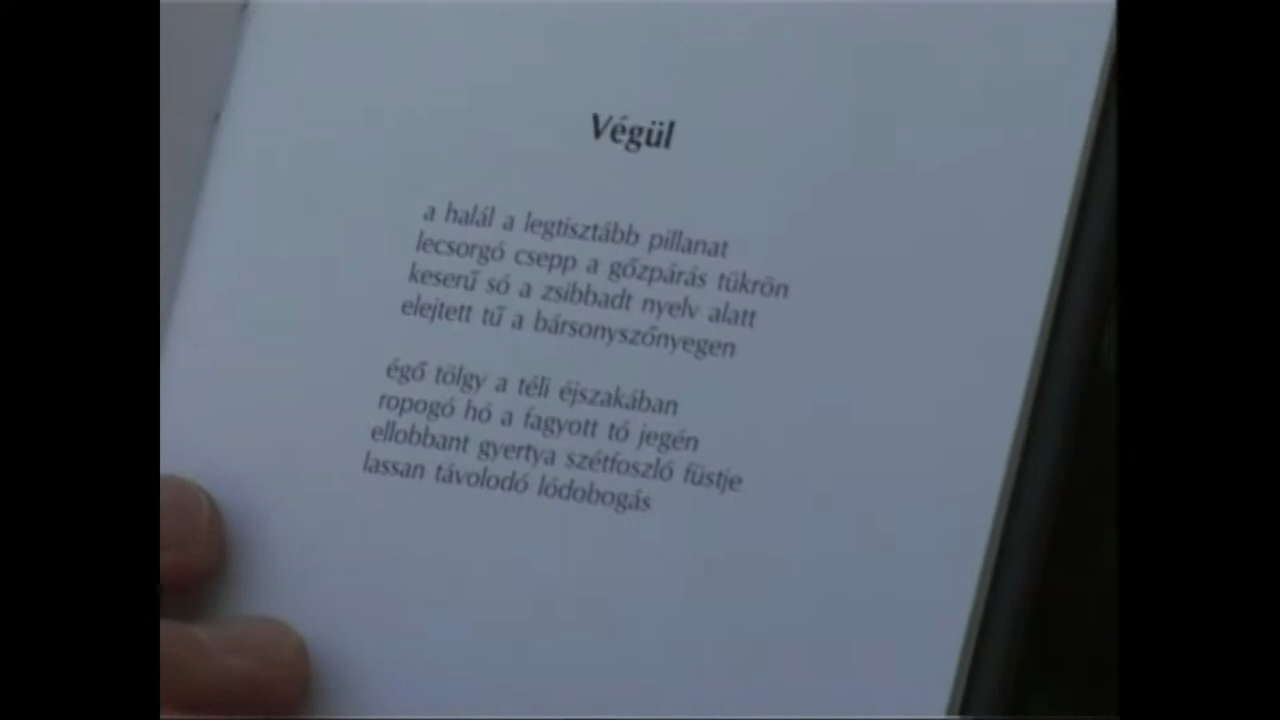 Végül
a halál a legtisztább pillanat
lecsorgó csepp a gőzpárás tükrön
keserű só a zsibbadt nyelv alatt
elejtett tű a bársonyszőnyegen
égő tölgy a téli éjszakában
ropogó hó a fagyott tó jegén
ellobbant gyertya szétfoszló füstje
lassan távolodó lódobogás